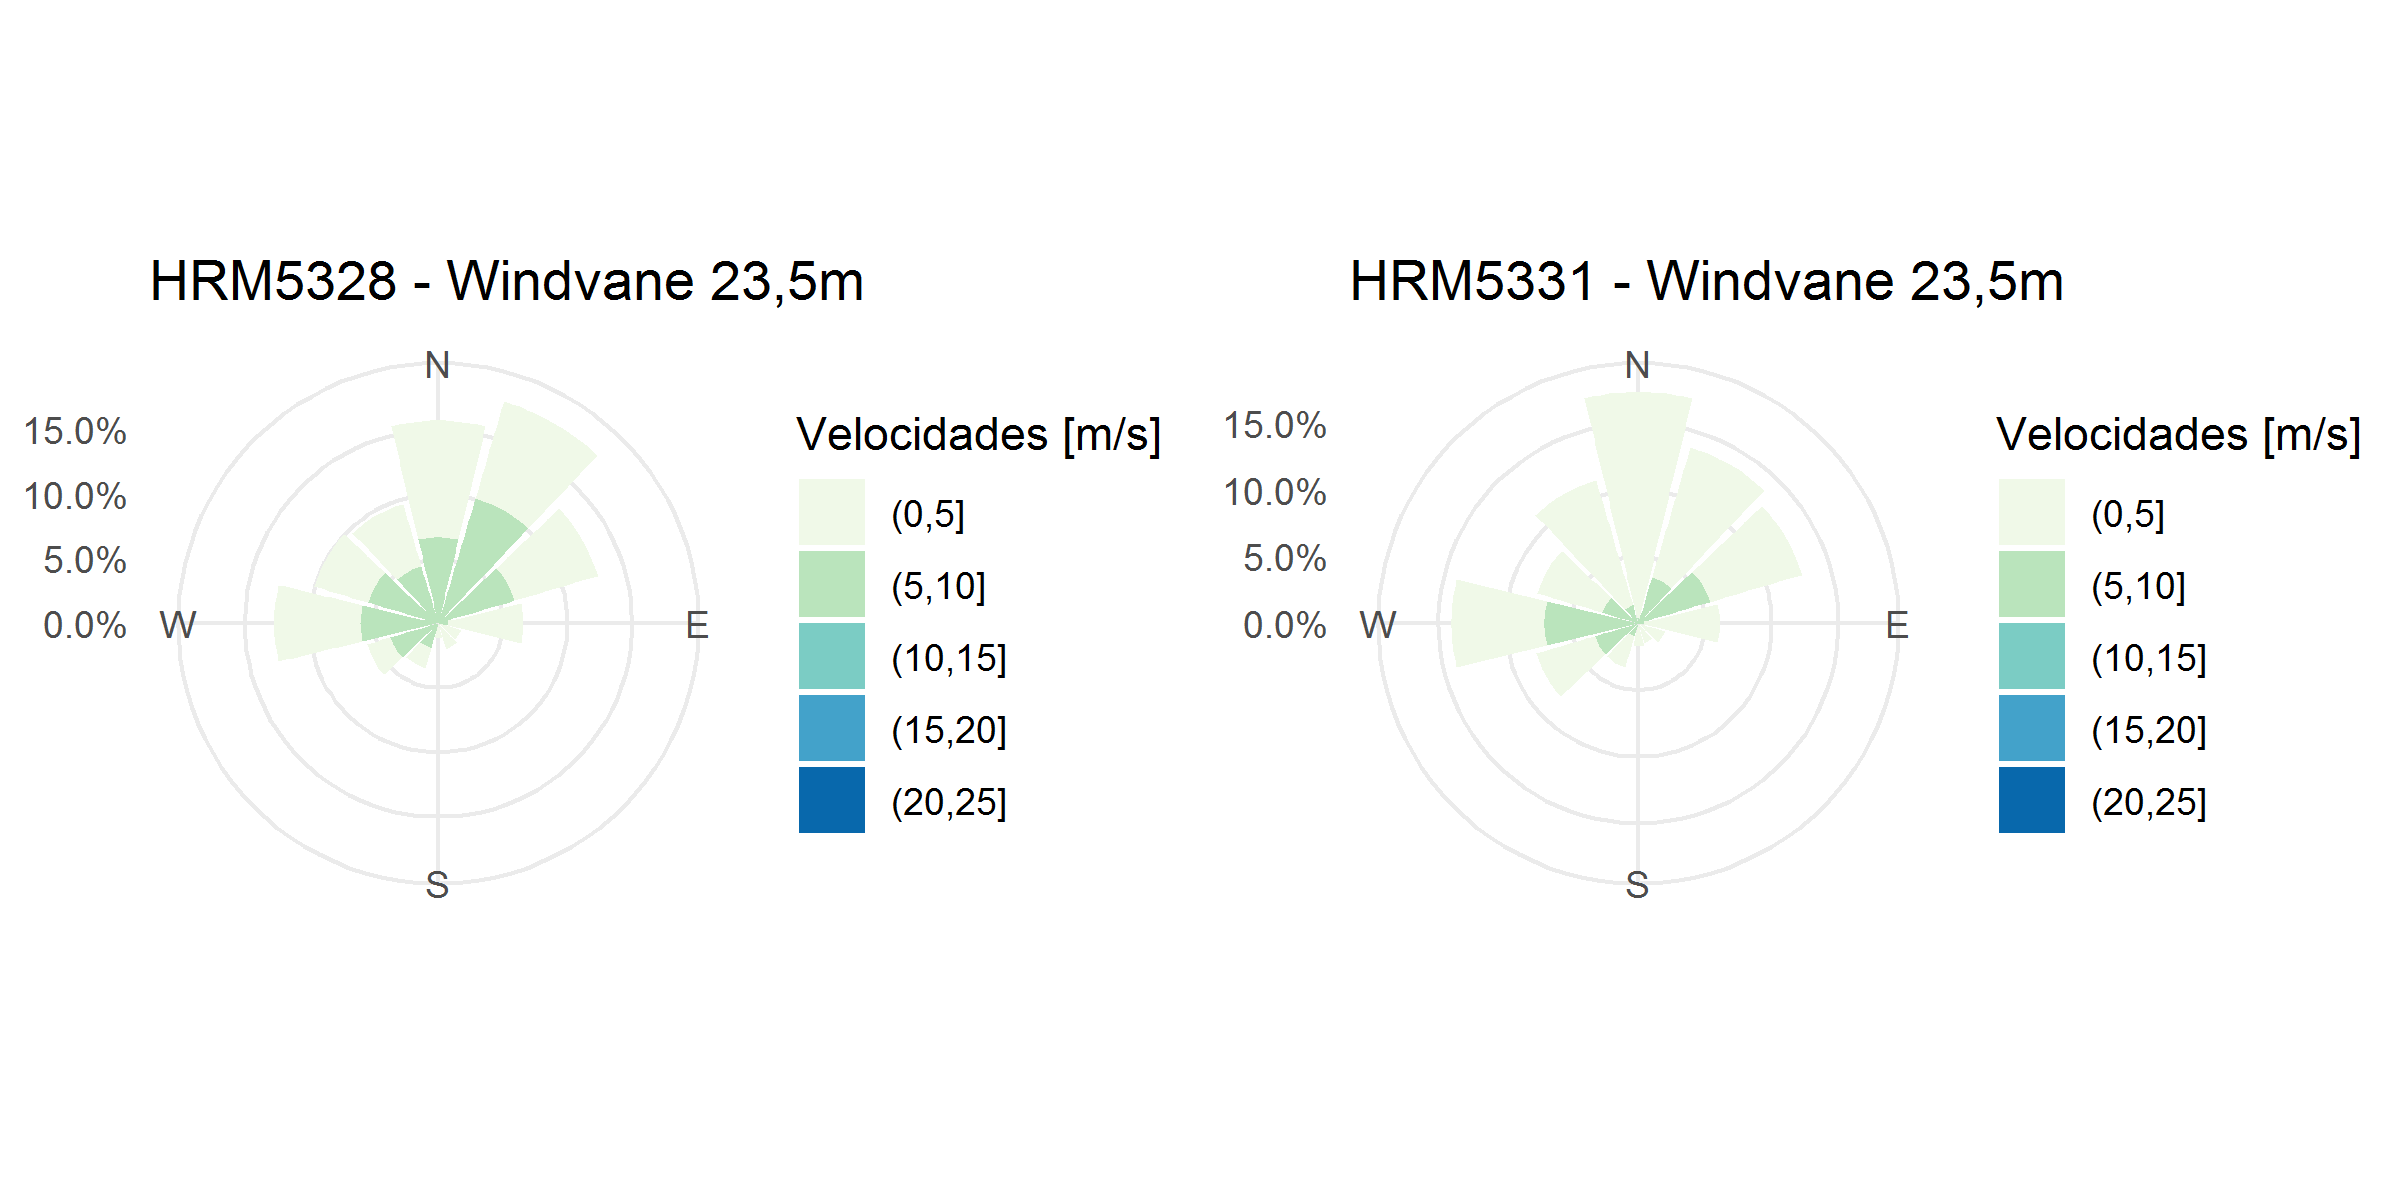 HRM5328 - Windvane 23,5m
N
15.0%
10.0%
5.0%
0.0%
W
E
S
Velocidades [m/s]
(0,5]
(5,10]
(10,15]
(15,20]
(20,25]
HRM5331 - Windvane 23,5m
N
15.0%
10.0%
5.0%
0.0%
W
E
S
Velocidades [m/s]
(0,5]
(5,10]
(10,15]
(15,20]
(20,25]